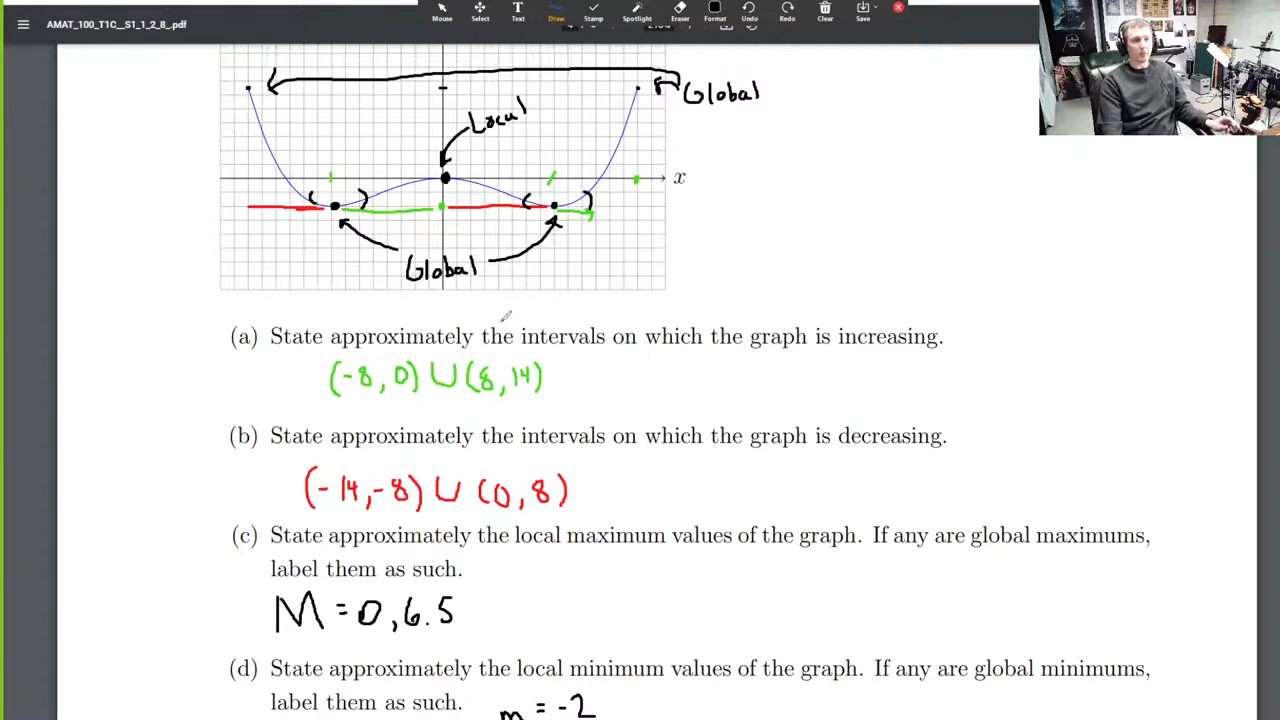 AMAT_100_T1C__S1_1_2_8_.pdf
Mouse Select Text Draw Stamp Spotlight Eraser Format Undo Redo Clear Save
Global
Local
x
Global
(a) State approximately the intervals on which the graph is increasing.
(-8, 0) ∪ (8, 14)
(b) State approximately the intervals on which the graph is decreasing.
(-14, -8) ∪ (0, 8)
(c) State approximately the local maximum values of the graph. If any are global maximums,
label them as such.
M = 0, 6.5
(d) State approximately the local minimum values of the graph. If any are global minimums,
label them as such.
m = -2